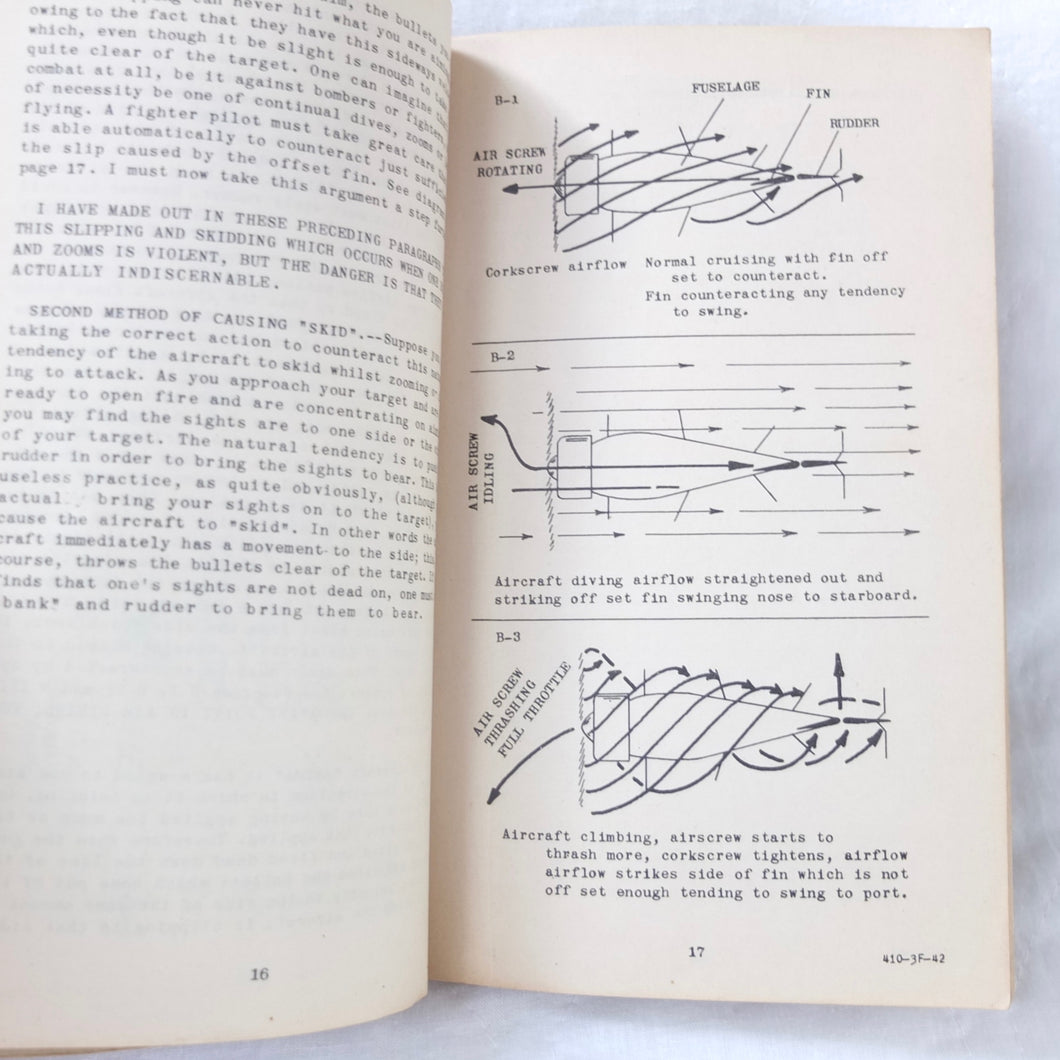 the bullets
can never hit what you are
owing to the fact that they have this sideways
which, even though it be slight is enough to
quite clear of the target. One can imagine
combat at all, be it against bombers or fighters
of necessity be one of continual dives, zooms or
flying. A fighter pilot must take great care
is able automatically to counteract just
the slip caused by the offset fin. See
page 17. I must now take this argument a step
I HAVE MADE OUT IN THESE PRECEDING PARAGRAPHS
THIS SLIPPING AND SKIDDING WHICH OCCURS WHEN ONE
AND ZOOMS IS VIOLENT, BUT THE DANGER IS THAT
ACTUALLY INDISCERNABLE.
SECOND METHOD OF CAUSING "SKID".--Suppose
taking the correct action to counteract this
tendency of the aircraft to skid whilst zooming or
ing to attack. As you approach your target and
ready to open fire and are concentrating on
you may find the sights are to one side or the
of your target. The natural tendency is to
rudder in order to bring the sights to bear. This
useless practice, as quite obviously, (although
actual bring your sights on to the target),
cause the aircraft to "skid". In other words the
craft immediately has a movement to the side;
course, throws the bullets clear of the target.
finds that one's sights are not dead on, one must
"bank" and rudder to bring them to bear.
16
B-1
FUSELAGE
FIN
RUDDER
AIR SCREW
ROTATING
Corkscrew airflow Normal cruising with fin off
set to counteract.
Fin counteracting any tendency
to swing.
B-2
AIR SCREW
IDLING
Aircraft diving airflow straightened out and
striking off set fin swinging nose to starboard.
B-3
AIR SCREW
THRASHING
FULL THROTTLE
Aircraft climbing, airscrew starts to
thrash more, corkscrew tightens, airflow
airflow strikes side of fin which is not
off set enough tending to swing to port.
17
410-3F-42